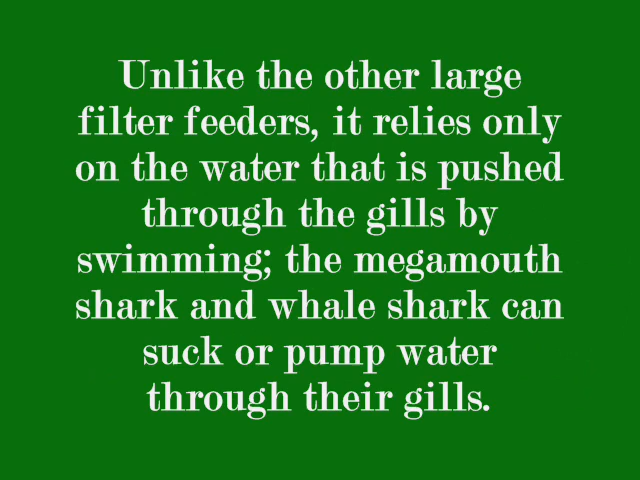 Unlike the other large
filter feeders, it relies only
on the water that is pushed
through the gills by
swimming; the megamouth
shark and whale shark can
suck or pump water
through their gills.